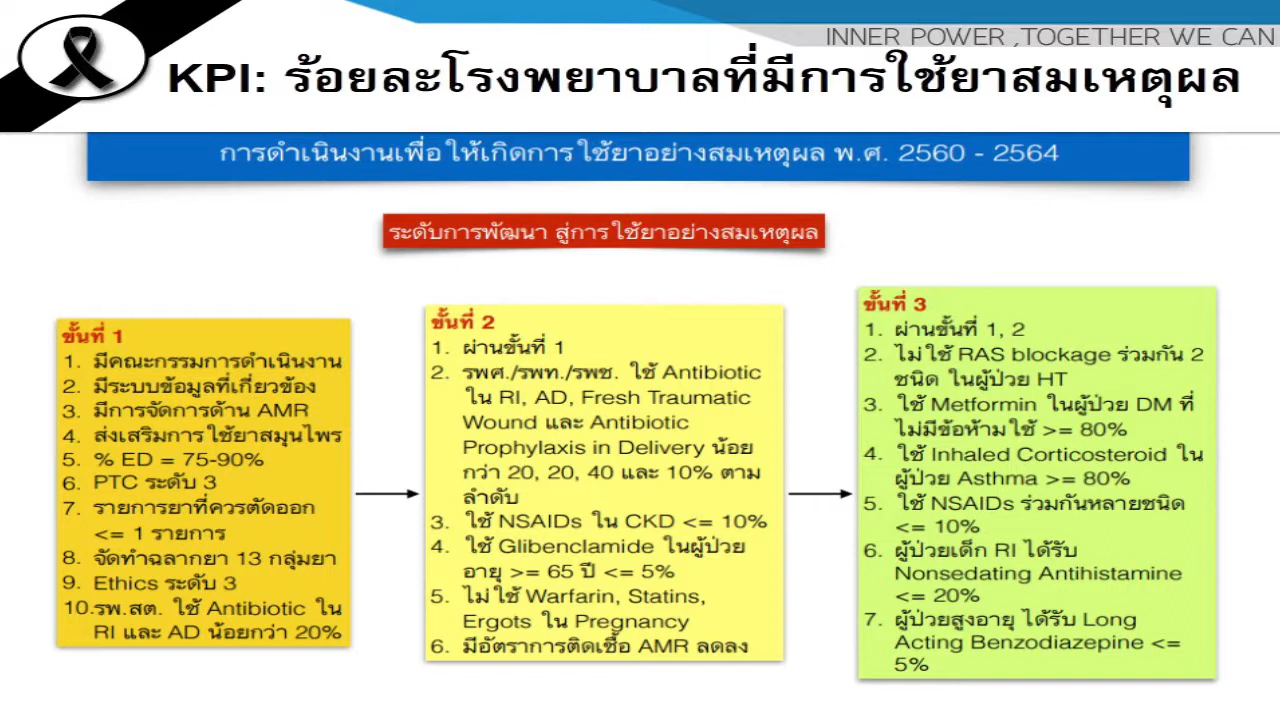 INNER POWER ,TOGETHER WE CAN
KPI: ร้อยละโรงพยาบาลที่มีการใช้ยาสมเหตุผล
การดำเนินงานเพื่อให้เกิดการใช้ยาอย่างสมเหตุผล พ.ศ. 2560 - 2564
ระดับการพัฒนา สู่การใช้ยาอย่างสมเหตุผล
ขั้นที่ 1
1. มีคณะกรรมการดำเนินงาน
2. มีระบบข้อมูลที่เกี่ยวข้อง
3. มีการจัดการด้าน AMR
4. ส่งเสริมการใช้ยาสมุนไพร
5. % ED = 75-90%
6. PTC ระดับ 3
7. รายการยาที่ควรตัดออก
<= 1 รายการ
8. จัดทำฉลากยา 13 กลุ่มยา
9. Ethics ระดับ 3
10.รพ.สต. ใช้ Antibiotic ใน
RI และ AD น้อยกว่า 20%
ขั้นที่ 2
1. ผ่านขั้นที่ 1
2. รพศ./รพท./รพช. ใช้ Antibiotic
ใน RI, AD, Fresh Traumatic
Wound และ Antibiotic
Prophylaxis in Delivery น้อย
กว่า 20, 20, 40 และ 10% ตาม
ลำดับ
3. ใช้ NSAIDs ใน CKD <= 10%
4. ใช้ Glibenclamide ในผู้ป่วย
อายุ >= 65 ปี <= 5%
5. ไม่ใช้ Warfarin, Statins,
Ergots ใน Pregnancy
6. มีอัตราการติดเชื้อ AMR ลดลง
ขั้นที่ 3
1. ผ่านขั้นที่ 1, 2
2. ไม่ใช้ RAS blockage ร่วมกัน 2
ชนิด ในผู้ป่วย HT
3. ใช้ Metformin ในผู้ป่วย DM ที่
ไม่มีข้อห้ามใช้ >= 80%
4. ใช้ Inhaled Corticosteroid ใน
ผู้ป่วย Asthma >= 80%
5. ใช้ NSAIDs ร่วมกันหลายชนิด
<= 10%
6. ผู้ป่วยเด็ก RI ได้รับ
Nonsedating Antihistamine
<= 20%
7. ผู้ป่วยสูงอายุ ได้รับ Long
Acting Benzodiazepine <=
5%